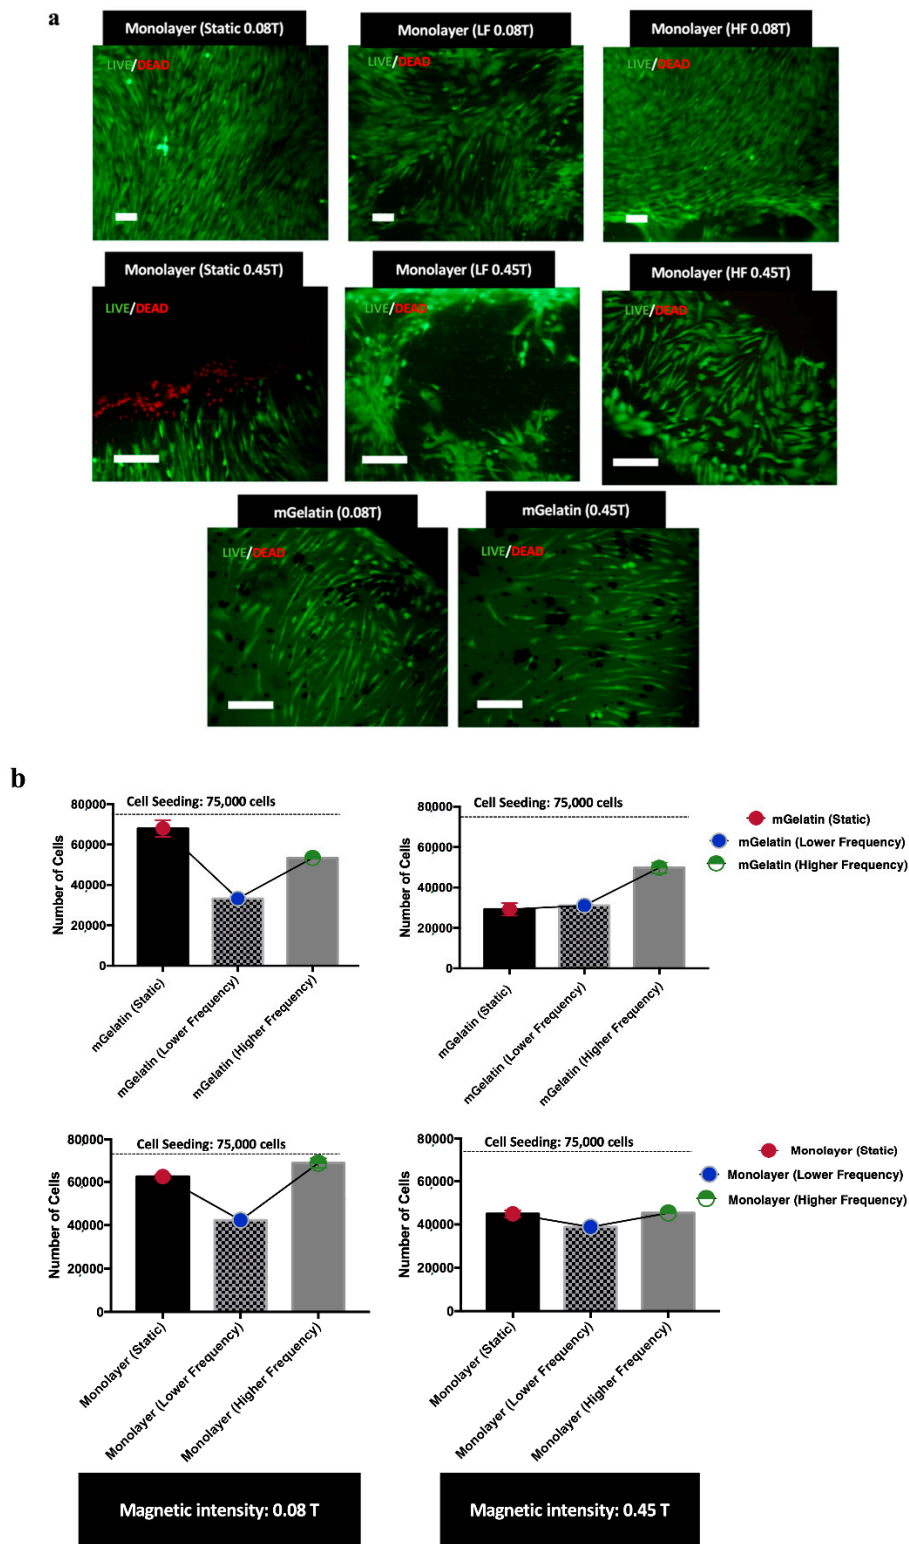 a
Monolayer (Static 0.08T)
Monolayer (LF 0.08T)
Monolayer (HF 0.08T)
LIVE/DEAD
LIVE/DEAD
LIVE/DEAD
Monolayer (Static 0.45T)
Monolayer (LF 0.45T)
Monolayer (HF 0.45T)
LIVE/DEAD
LIVE/DEAD
LIVE/DEAD
mGelatin (0.08T)
mGelatin (0.45T)
LIVE/DEAD
LIVE/DEAD
b
Number of Cells
80000
60000
40000
20000
0
Cell Seeding: 75,000 cells
mGelatin (Static)
mGelatin (Lower Frequency)
mGelatin (Higher Frequency)
Number of Cells
80000
60000
40000
20000
0
Cell Seeding: 75,000 cells
mGelatin (Static)
mGelatin (Lower Frequency)
mGelatin (Higher Frequency)
mGelatin (Static)
mGelatin (Lower Frequency)
mGelatin (Higher Frequency)
Number of Cells
80000
60000
40000
20000
0
Cell Seeding: 75,000 cells
Monolayer (Static)
Monolayer (Lower Frequency)
Monolayer (Higher Frequency)
Number of Cells
80000
60000
40000
20000
0
Cell Seeding: 75,000 cells
Monolayer (Static)
Monolayer (Lower Frequency)
Monolayer (Higher Frequency)
Monolayer (Static)
Monolayer (Lower Frequency)
Monolayer (Higher Frequency)
Magnetic intensity: 0.08 T
Magnetic intensity: 0.45 T